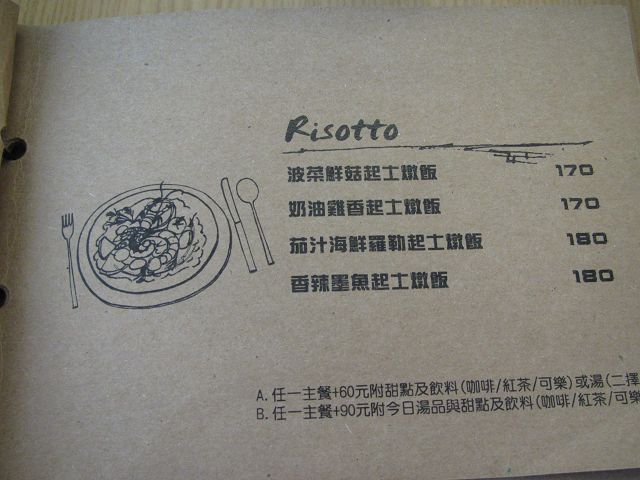 Risotto
波菜鮮菇起士燉飯 170
奶油雞香起士燉飯 170
茄汁海鮮羅勒起士燉飯 180
香辣墨魚起士燉飯 180
A. 任一主餐+60元附甜點及飲料(咖啡/紅茶/可樂)或湯(二擇
B. 任一主餐+90元附今日湯品與甜點及飲料(咖啡/紅茶/可樂